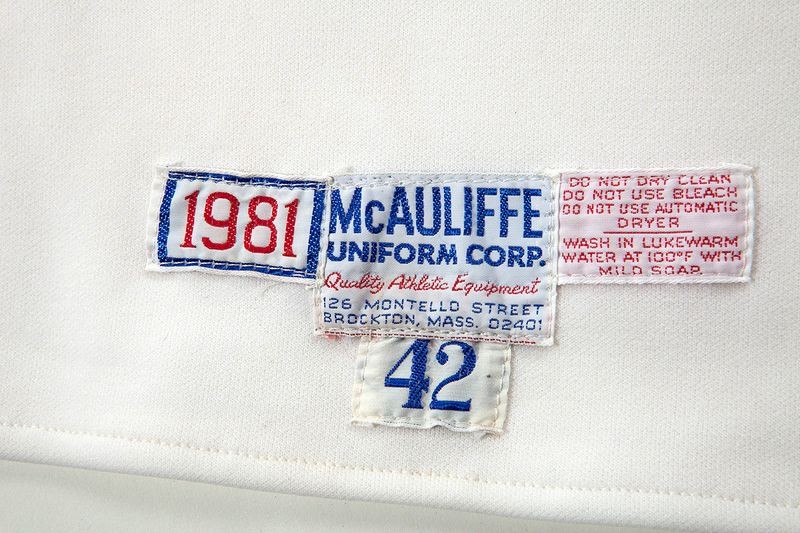 1981
McAULIFFE
UNIFORM CORP.
Quality Athletic Equipment
126 MONTELLO STREET
BROCKTON, MASS. 02401
DO NOT DRY CLEAN
DO NOT USE BLEACH
DO NOT USE AUTOMATIC
DRYER
WASH IN LUKEWARM
WATER AT 100°F WITH
MILD SOAP
42